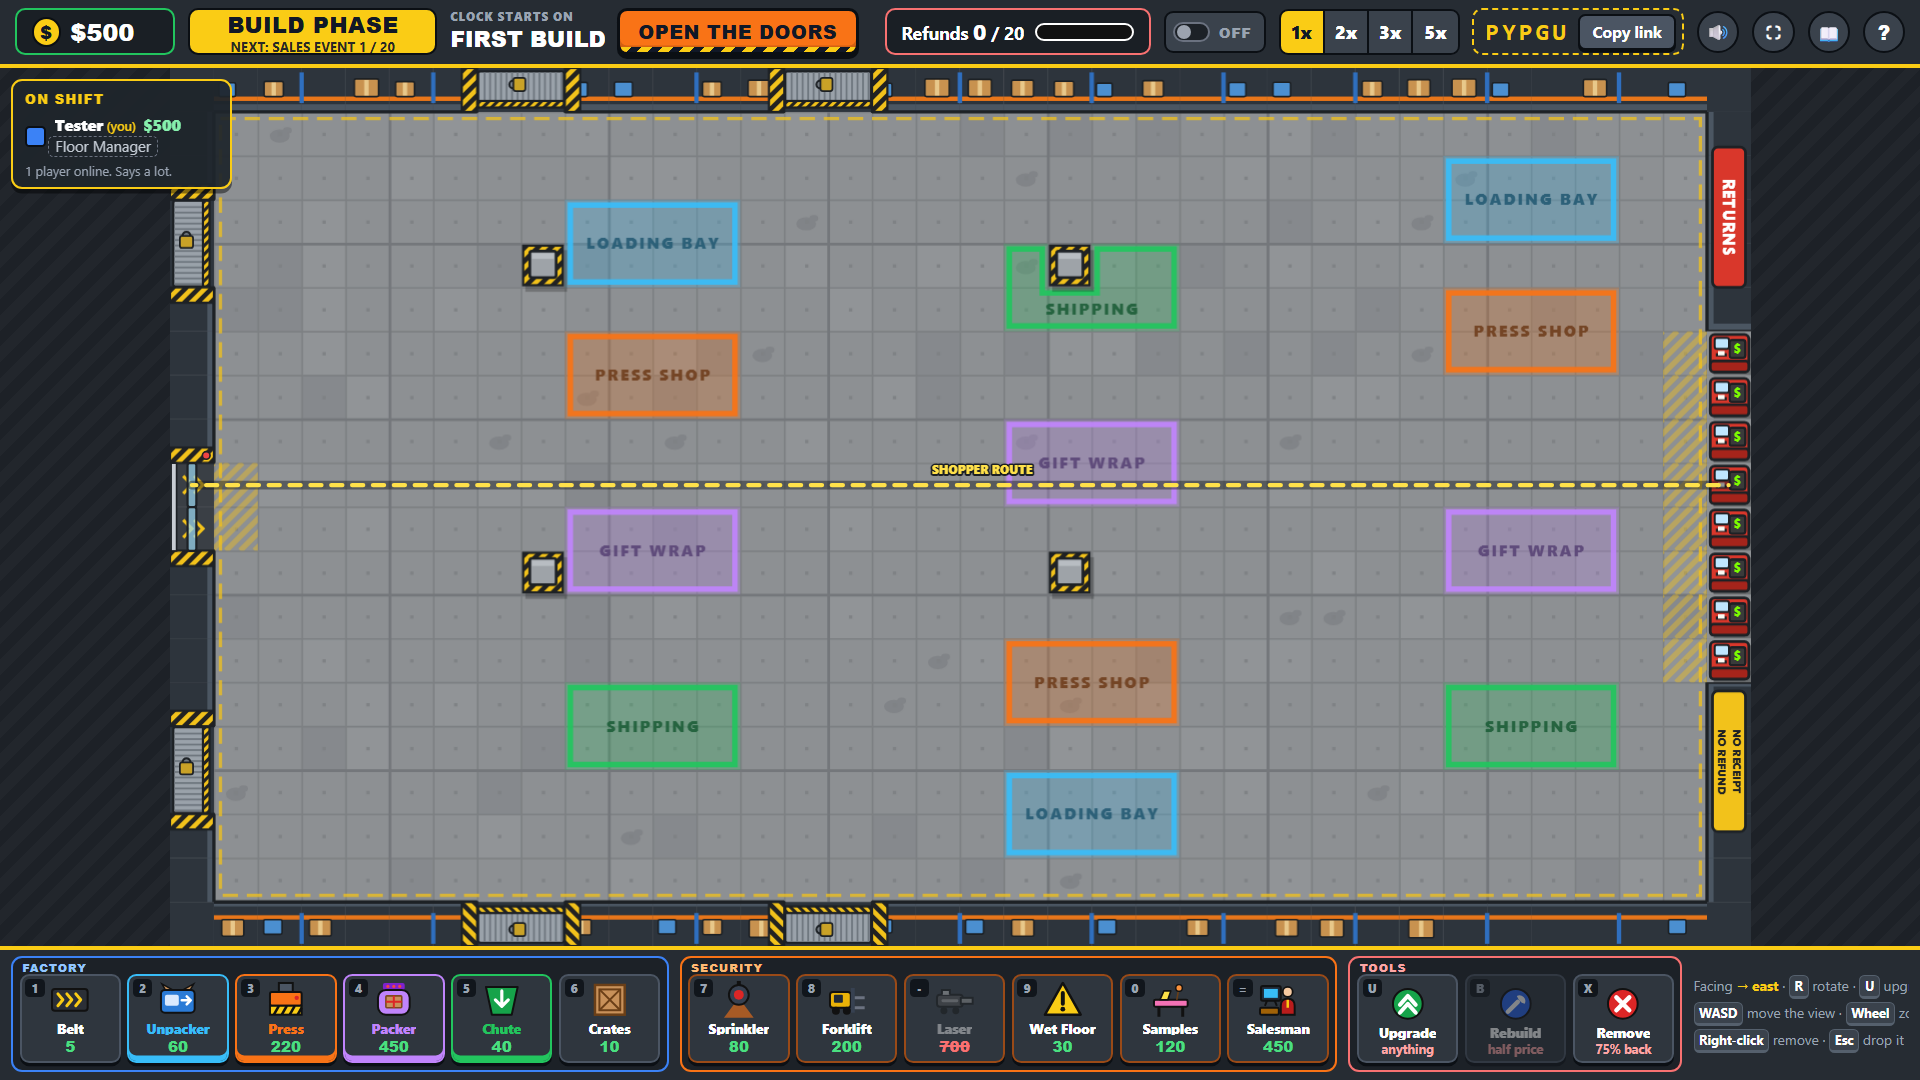 $ $500
BUILD PHASE
NEXT: SALES EVENT 1 / 20
CLOCK STARTS ON
FIRST BUILD
OPEN THE DOORS
Refunds 0 / 20
OFF
1x 2x 3x 5x
PYPGU Copy link
?
ON SHIFT
Tester (you) $500
Floor Manager
1 player online. Says a lot.
LOADING BAY
LOADING BAY
RETURNS
SHIPPING
PRESS SHOP
PRESS SHOP
GIFT WRAP
SHOPPER ROUTE
GIFT WRAP
GIFT WRAP
PRESS SHOP
SHIPPING
SHIPPING
NO RECEIPT
NO REFUND
LOADING BAY
$
$
$
$
$
$
$
$
FACTORY
1 Belt 5
2 Unpacker 60
3 Press 220
4 Packer 450
5 Chute 40
6 Crates 10
SECURITY
7 Sprinkler 80
8 Forklift 200
- Laser 700
9 Wet Floor 30
0 Samples 120
= Salesman 450
TOOLS
U Upgrade anything
B Rebuild half price
X Remove 75% back
Facing → east · R rotate · U upg
WASD move the view · Wheel
Right-click remove · Esc drop it